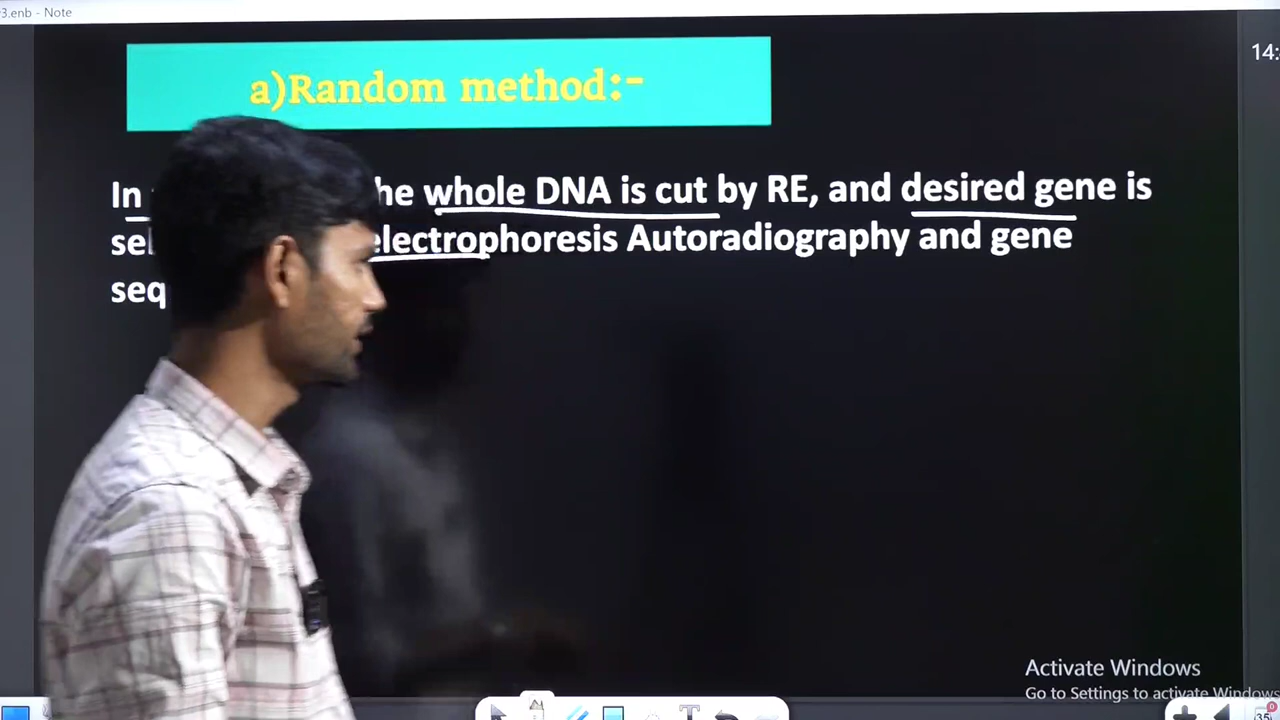 3.enb - Note
14:
a)Random method:-
In he whole DNA is cut by RE, and desired gene is
sel electrophoresis Autoradiography and gene
seq
Activate Windows
Go to Settings to activate Windows